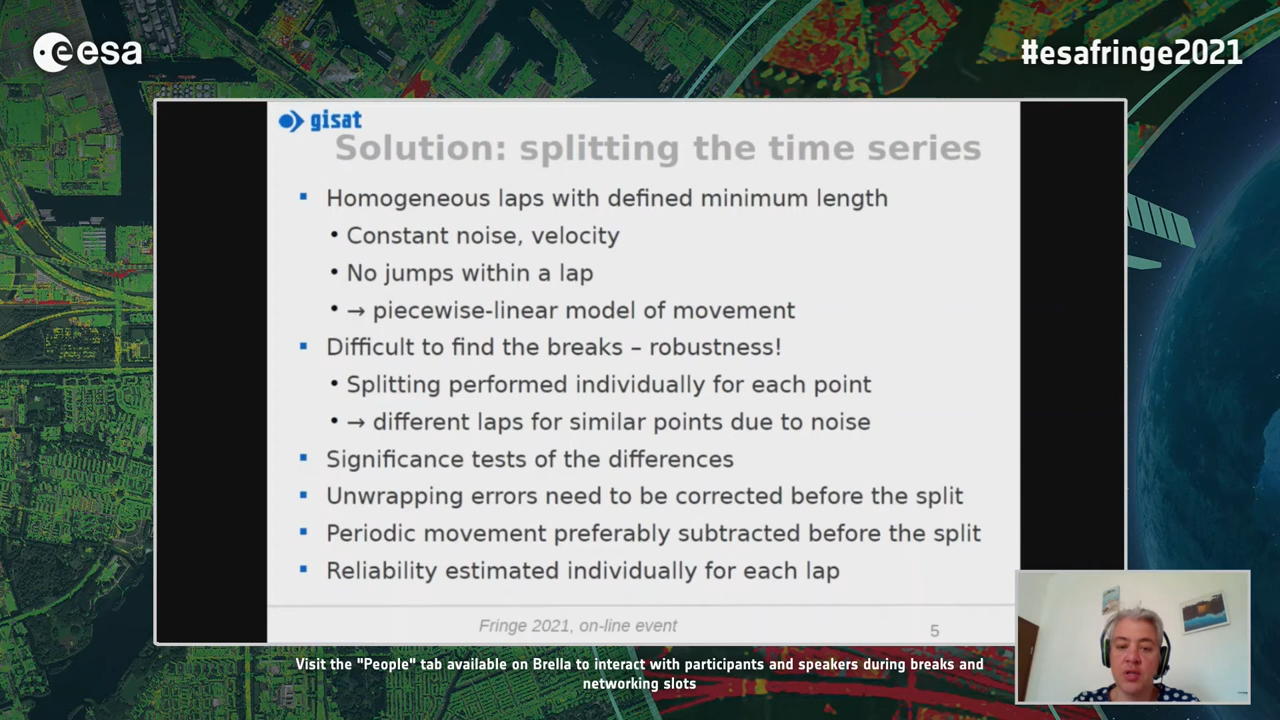 esa
#esafringe2021
gisat
Solution: splitting the time series
▪ Homogeneous laps with defined minimum length
• Constant noise, velocity
• No jumps within a lap
• → piecewise-linear model of movement
▪ Difficult to find the breaks – robustness!
• Splitting performed individually for each point
• → different laps for similar points due to noise
▪ Significance tests of the differences
▪ Unwrapping errors need to be corrected before the split
▪ Periodic movement preferably subtracted before the split
▪ Reliability estimated individually for each lap
Fringe 2021, on-line event
5
Visit the "People" tab available on Brella to interact with participants and speakers during breaks and
networking slots